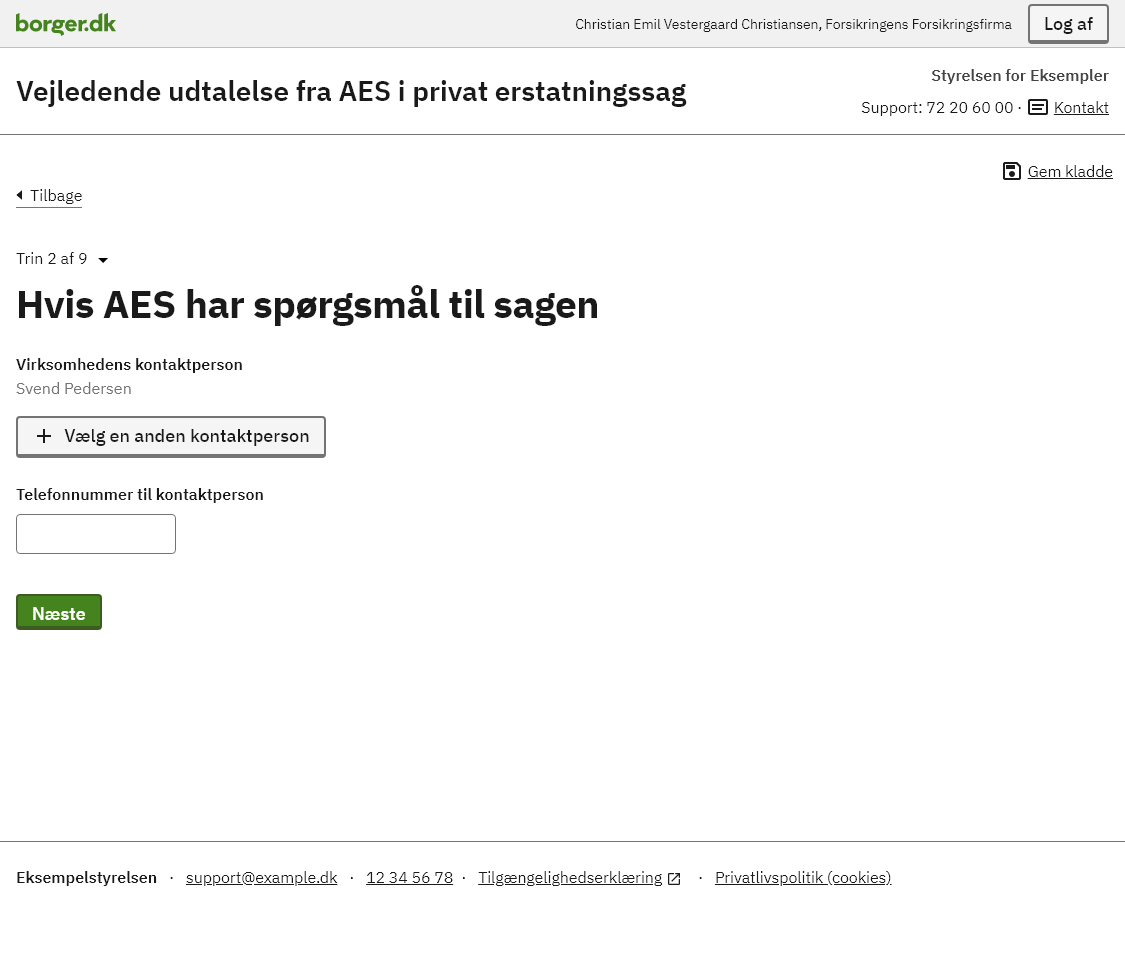 borger.dk
Christian Emil Vestergaard Christiansen, Forsikringens Forsikringsfirma
Log af
Vejledende udtalelse fra AES i privat erstatningssag
Styrelsen for Eksempler
Support: 72 20 60 00 · Kontakt
Gem kladde
Tilbage
Trin 2 af 9
Hvis AES har spørgsmål til sagen
Virksomhedens kontaktperson
Svend Pedersen
Vælg en anden kontaktperson
Telefonnummer til kontaktperson
Næste
Eksempelstyrelsen · support@example.dk · 12 34 56 78 · Tilgængelighedserklæring · Privatlivspolitik (cookies)